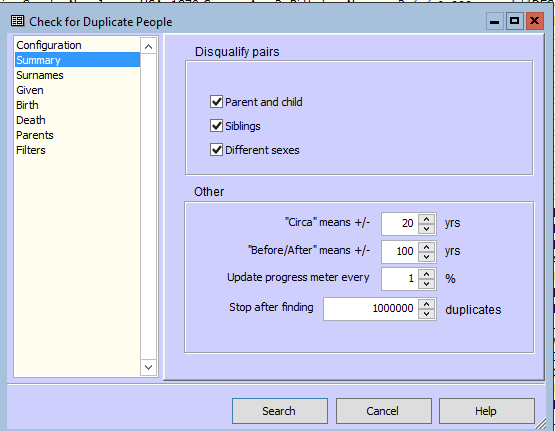 Check for Duplicate People
Configuration
Summary
Surnames
Given
Birth
Death
Parents
Filters
Disqualify pairs
Parent and child
Siblings
Different sexes
Other
"Circa" means +/- 20 yrs
"Before/After" means +/- 100 yrs
Update progress meter every 1 %
Stop after finding 1000000 duplicates
Search Cancel Help